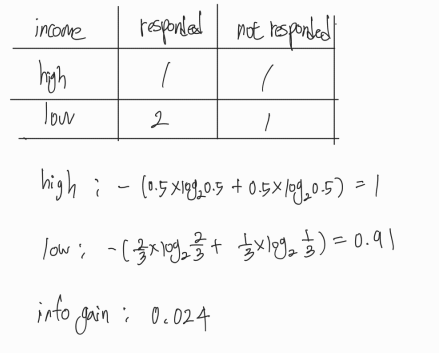 income responded not responded
high 1 1
low 2 1
high : - (0.5×log₂0.5 + 0.5×log₂0.5) = 1
low : - (2/3×log₂ 2/3 + 1/3×log₂ 1/3) = 0.91
info gain : 0.024